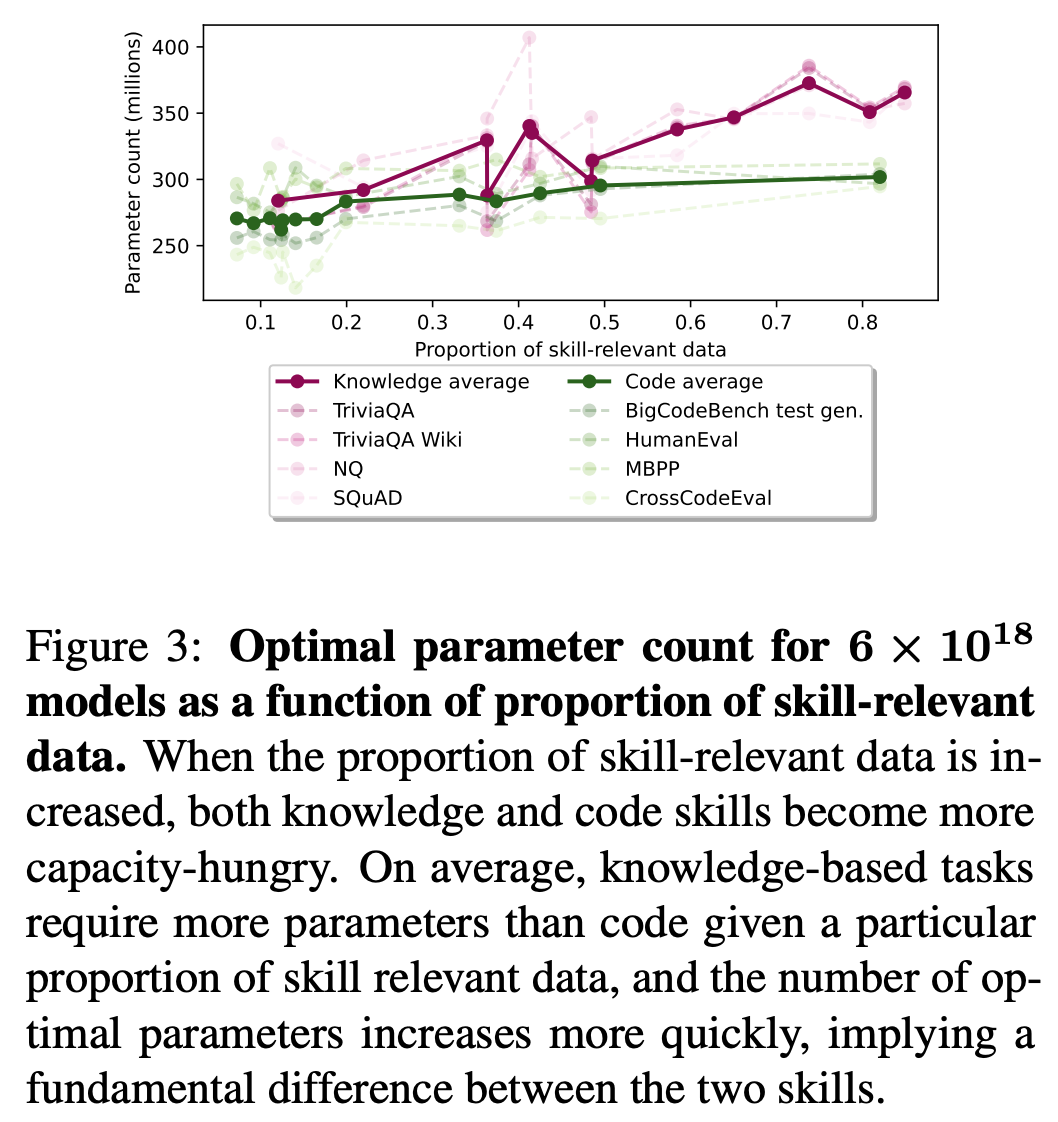 400
350
300
250
Parameter count (millions)
0.1 0.2 0.3 0.4 0.5 0.6 0.7 0.8
Proportion of skill-relevant data
Knowledge average
TriviaQA
TriviaQA Wiki
NQ
SQuAD
Code average
BigCodeBench test gen.
HumanEval
MBPP
CrossCodeEval
Figure 3: Optimal parameter count for 6 × 10¹⁸
models as a function of proportion of skill-relevant
data. When the proportion of skill-relevant data is in-
creased, both knowledge and code skills become more
capacity-hungry. On average, knowledge-based tasks
require more parameters than code given a particular
proportion of skill relevant data, and the number of op-
timal parameters increases more quickly, implying a
fundamental difference between the two skills.